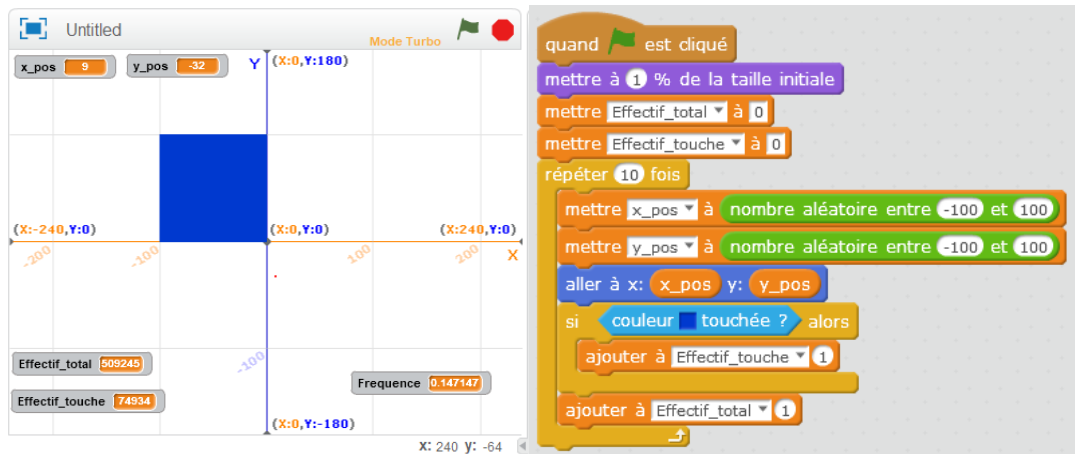 Untitled
Mode Turbo
x_pos 9 y_pos -32 Y (X:0,Y:180)
(X:-240,Y:0) (X:0,Y:0) (X:240,Y:0)
-200 -100 100 200 X
-100
Effectif_total 509245
Frequence 0.147147
Effectif_touche 74934
(X:0,Y:-180)
x: 240 y: -64
quand est cliqué
mettre à 1 % de la taille initiale
mettre Effectif_total à 0
mettre Effectif_touche à 0
répéter 10 fois
mettre x_pos à nombre aléatoire entre -100 et 100
mettre y_pos à nombre aléatoire entre -100 et 100
aller à x: x_pos y: y_pos
si couleur touchée ? alors
ajouter à Effectif_touche 1
ajouter à Effectif_total 1